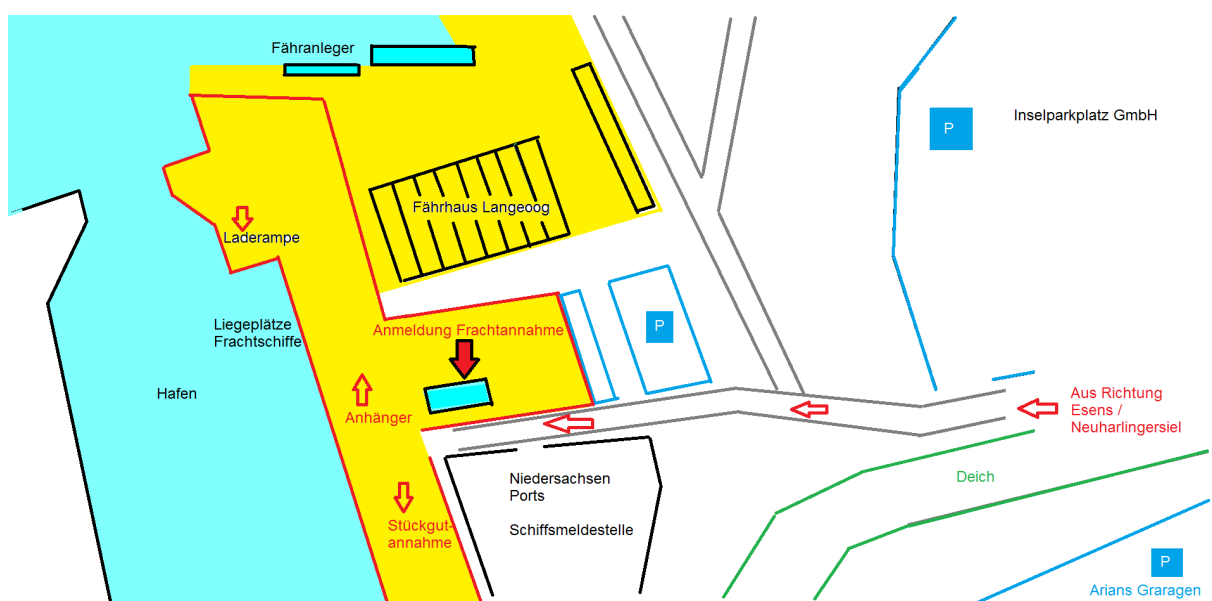 Fähranleger
Inselparkplatz GmbH
P
Fährhaus Langeoog
Laderampe
Liegeplätze
Frachtschiffe
Anmeldung Frachtannahme
P
Hafen
Anhänger
Aus Richtung
Esens /
Neuharlingersiel
Niedersachsen
Ports
Schiffsmeldestelle
Deich
Stückgut-
annahme
P
Arians Graragen